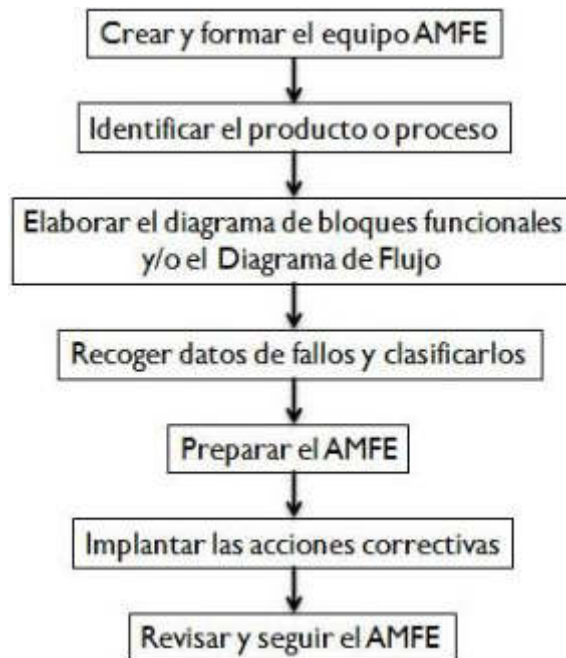 Crear y formar el equipo AMFE
Identificar el producto o proceso
Elaborar el diagrama de bloques funcionales
y/o el Diagrama de Flujo
Recoger datos de fallos y clasificarlos
Preparar el AMFE
Implantar las acciones correctivas
Revisar y seguir el AMFE